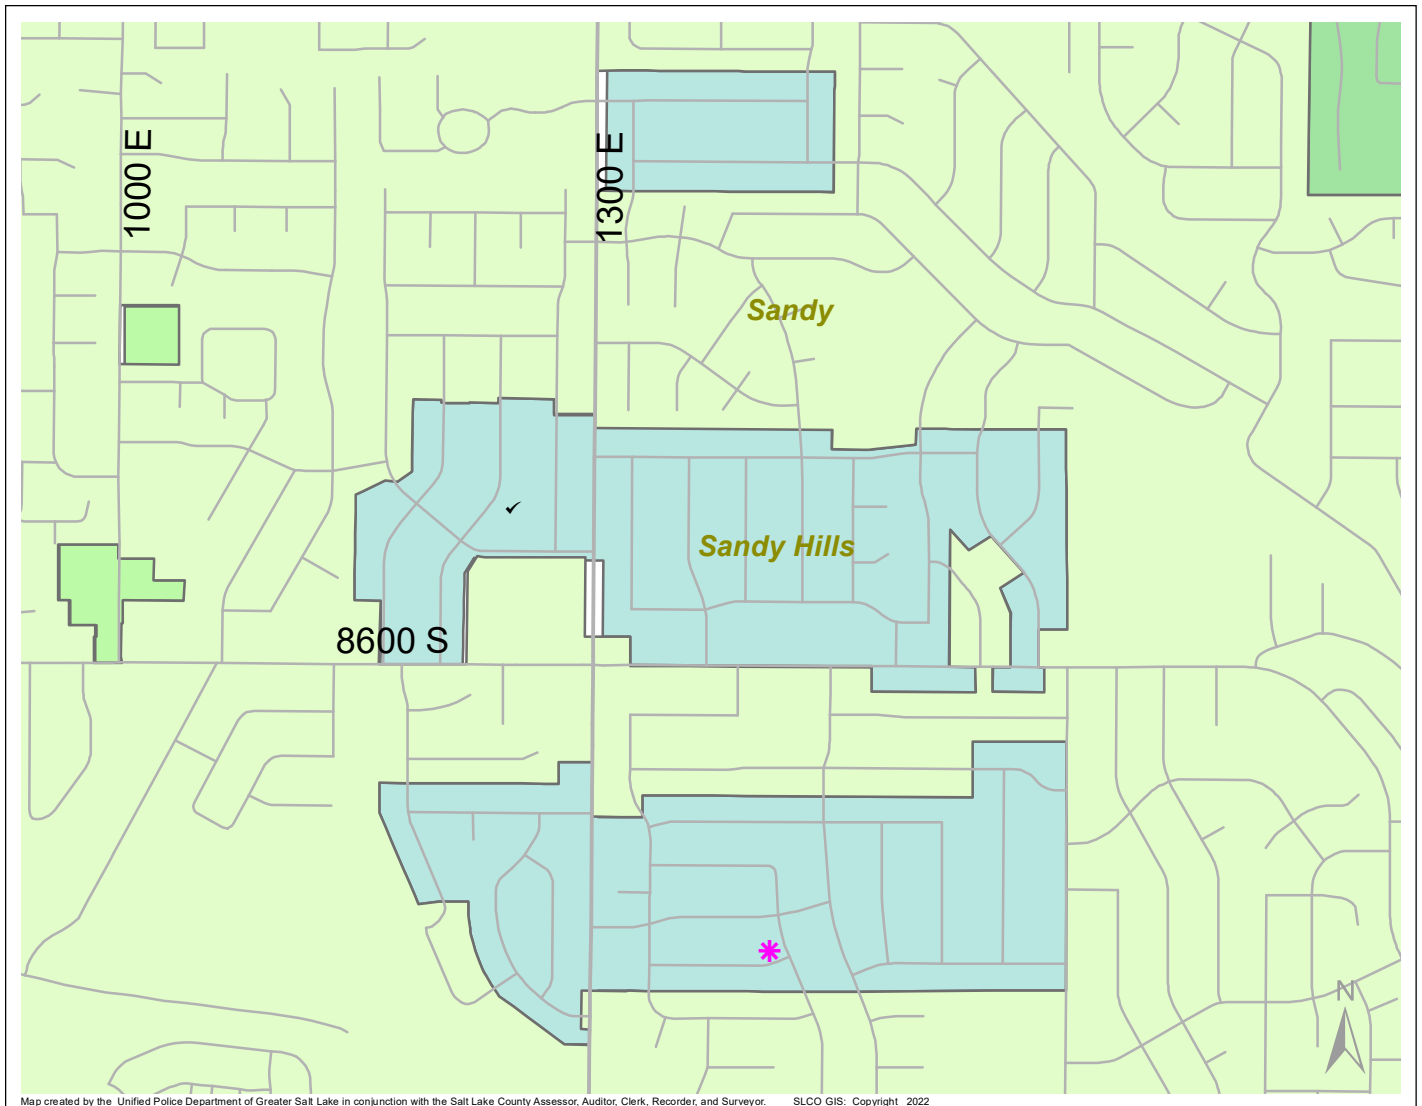 1000 E
1300 E
Sandy
Sandy Hills
8600 S
N
Map created by the Unified Police Department of Greater Salt Lake in conjunction with the Salt Lake County Assessor, Auditor, Clerk, Recorder, and Surveyor. SLCO GIS: Copyright 2022